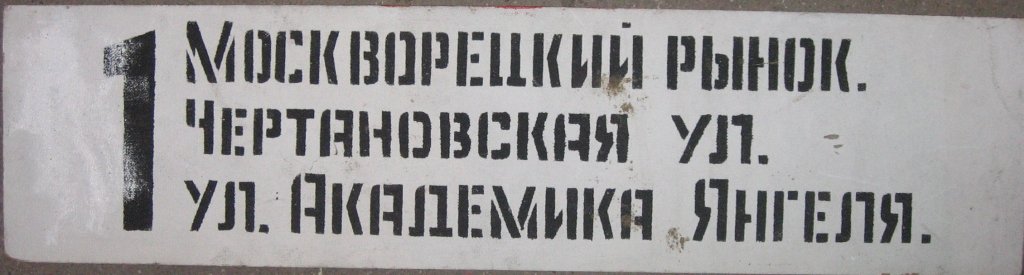 1
Москворецкий рынок.
Чертановская ул.
ул. Академика Янгеля.